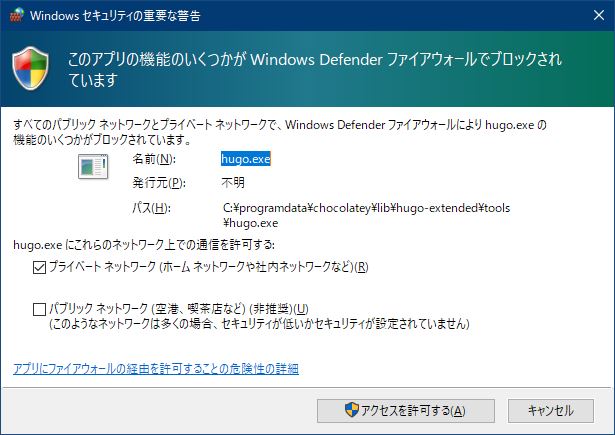 Windows セキュリティの重要な警告
このアプリの機能のいくつかが Windows Defender ファイアウォールでブロックされ
ています
すべてのパブリック ネットワークとプライベート ネットワークで、Windows Defender ファイアウォールにより hugo.exe の
機能のいくつかがブロックされています。
名前(N): hugo.exe
発行元(P): 不明
パス(H): C:¥programdata¥chocolatey¥lib¥hugo-extended¥tools
¥hugo.exe
hugo.exe にこれらのネットワーク上での通信を許可する:
プライベート ネットワーク (ホーム ネットワークや社内ネットワークなど)(R)
パブリック ネットワーク (空港、喫茶店など) (非推奨)(U)
(このようなネットワークは多くの場合、セキュリティが低いかセキュリティが設定されていません)
アプリにファイアウォールの経由を許可することの危険性の詳細
アクセスを許可する(A) キャンセル